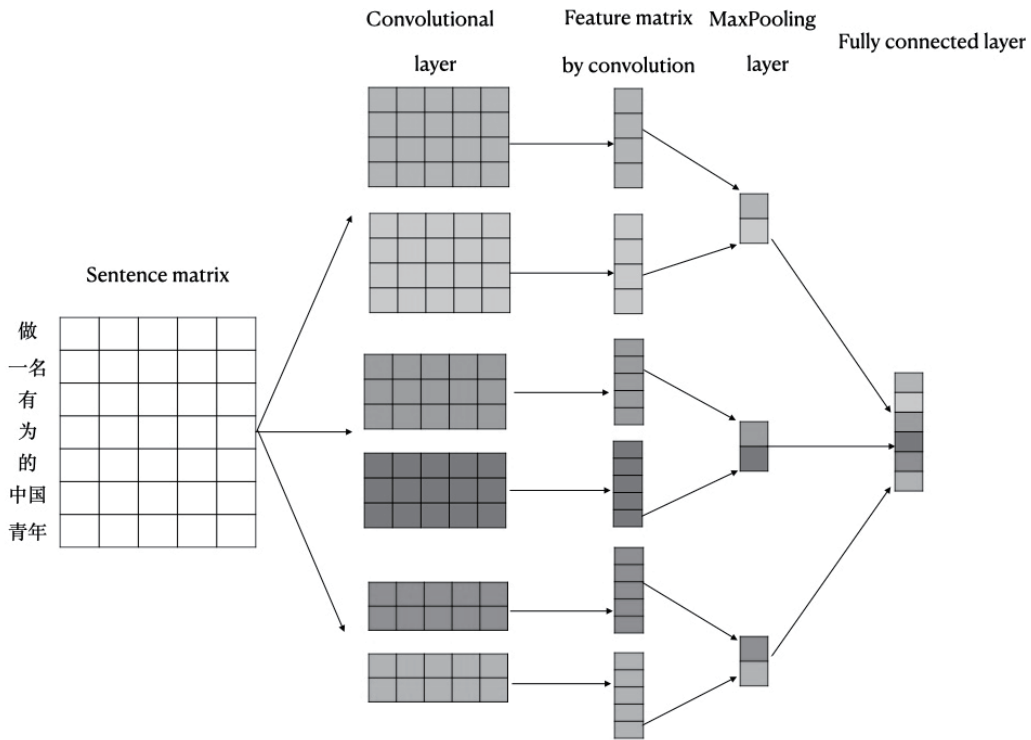 Convolutional
layer
Feature matrix
by convolution
MaxPooling
layer
Fully connected layer
Sentence matrix
做
一名
有
为
的
中国
青年